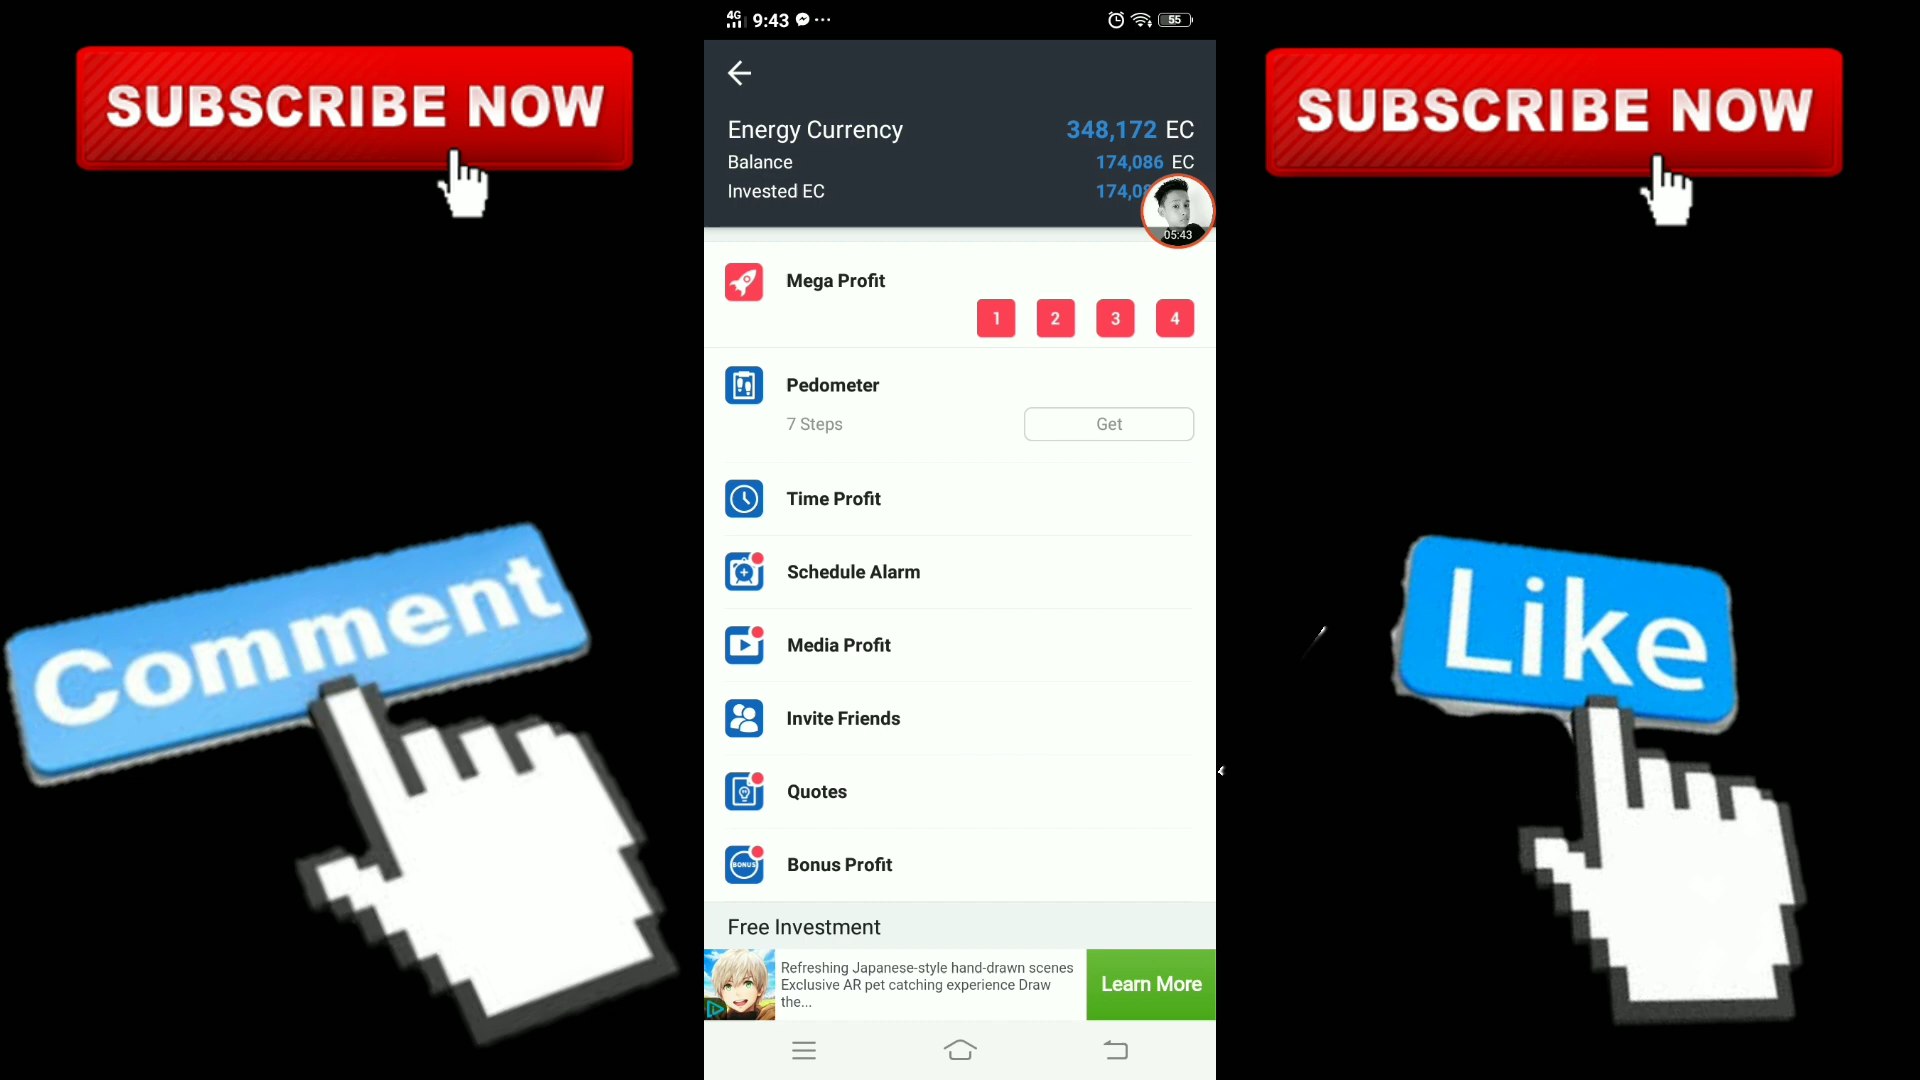 4G 9:43 ... 55
SUBSCRIBE NOW
SUBSCRIBE NOW
Energy Currency 348,172 EC
Balance 174,086 EC
Invested EC
05:43
Mega Profit
1 2 3 4
Pedometer
7 Steps Get
Time Profit
Schedule Alarm
Media Profit
Invite Friends
Quotes
BONUS Bonus Profit
Comment
Like
Free Investment
Refreshing Japanese-style hand-drawn scenes
Exclusive AR pet catching experience Draw
the...
Learn More